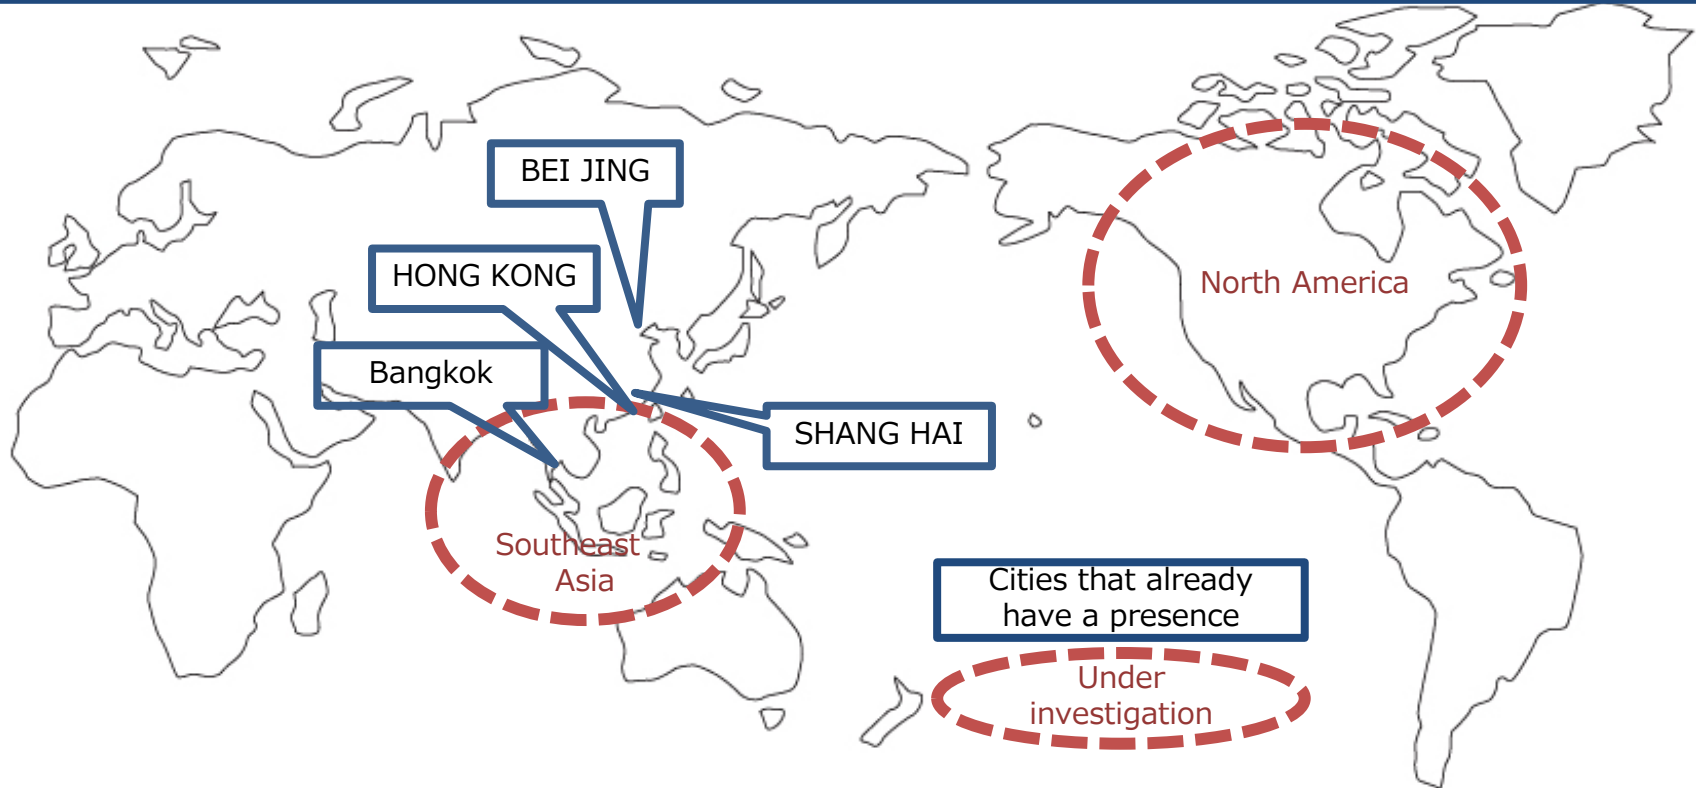 BEI JING
HONG KONG
North America
Bangkok
SHANG HAI
Southeast
Asia
Cities that already
have a presence
Under
investigation